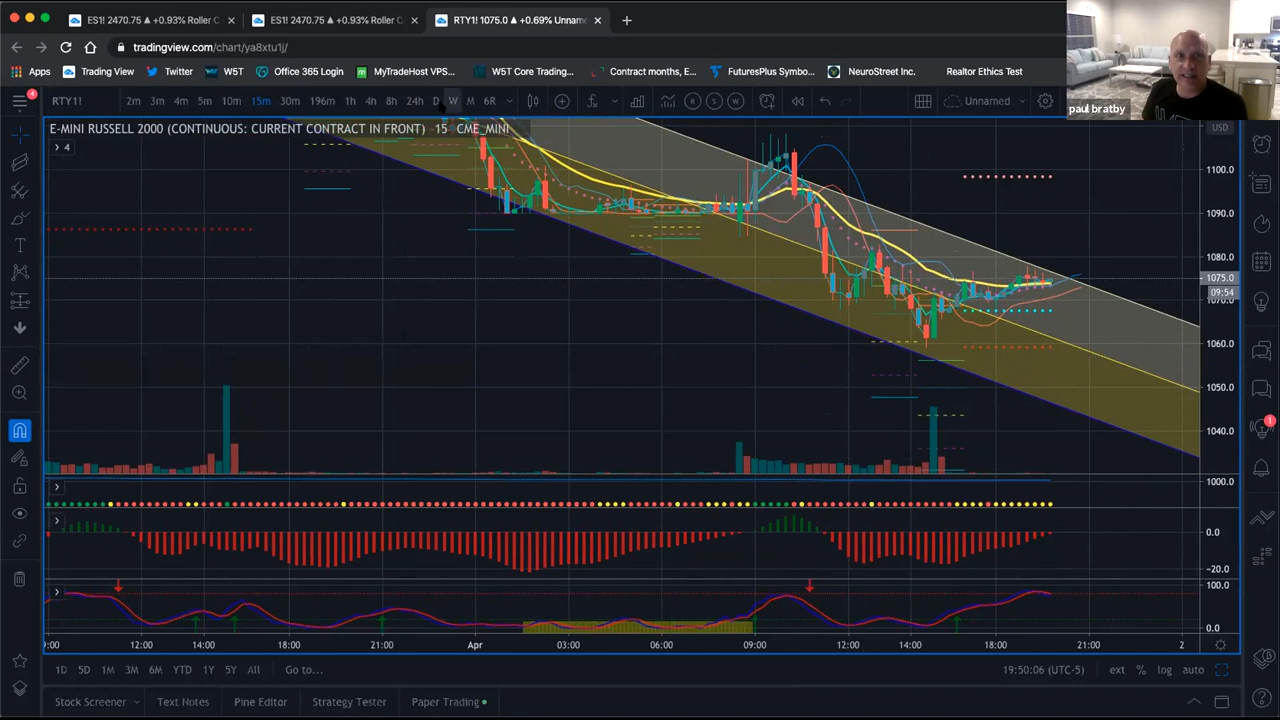 ES1! 2470.75 ▲ +0.93% Roller C
ES1! 2470.75 ▲ +0.93% Roller C
RTY1! 1075.0 ▲ +0.69% Unname
tradingview.com/chart/ya8xtu1j/
Apps
Trading View
Twitter
W5T
Office 365 Login
MyTradeHost VPS...
W5T Core Trading...
Contract months, E...
FuturesPlus Symbo...
NeuroStreet Inc.
Realtor Ethics Test
paul bratby
4
RTY1!
2m 3m 4m 5m 10m 15m 30m 196m 1h 4h 8h 24h D W M 6R
R S W
Unnamed
E-MINI RUSSELL 2000 (CONTINUOUS: CURRENT CONTRACT IN FRONT) 15 CME_MINI
USD
4
1100.0
1090.0
1080.0
1075.0
09:54
1070.0
1060.0
1050.0
1040.0
1
1000.0
0.0
-20.0
100.0
0.0
:00 12:00 14:00 18:00 21:00 Apr 03:00 06:00 09:00 12:00 14:00 18:00 21:00 2
1D 5D 1M 3M 6M YTD 1Y 5Y All Go to...
19:50:06 (UTC-5) ext % log auto
Stock Screener Text Notes Pine Editor Strategy Tester Paper Trading